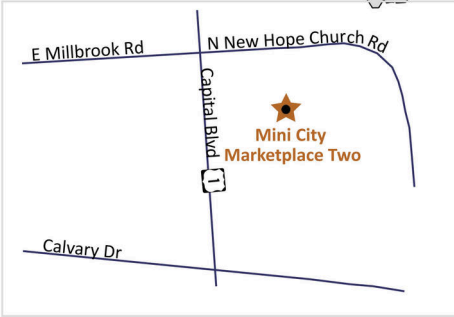 E Millbrook Rd
N New Hope Church Rd
Capital Blvd
Mini City
Marketplace Two
1
Calvary Dr